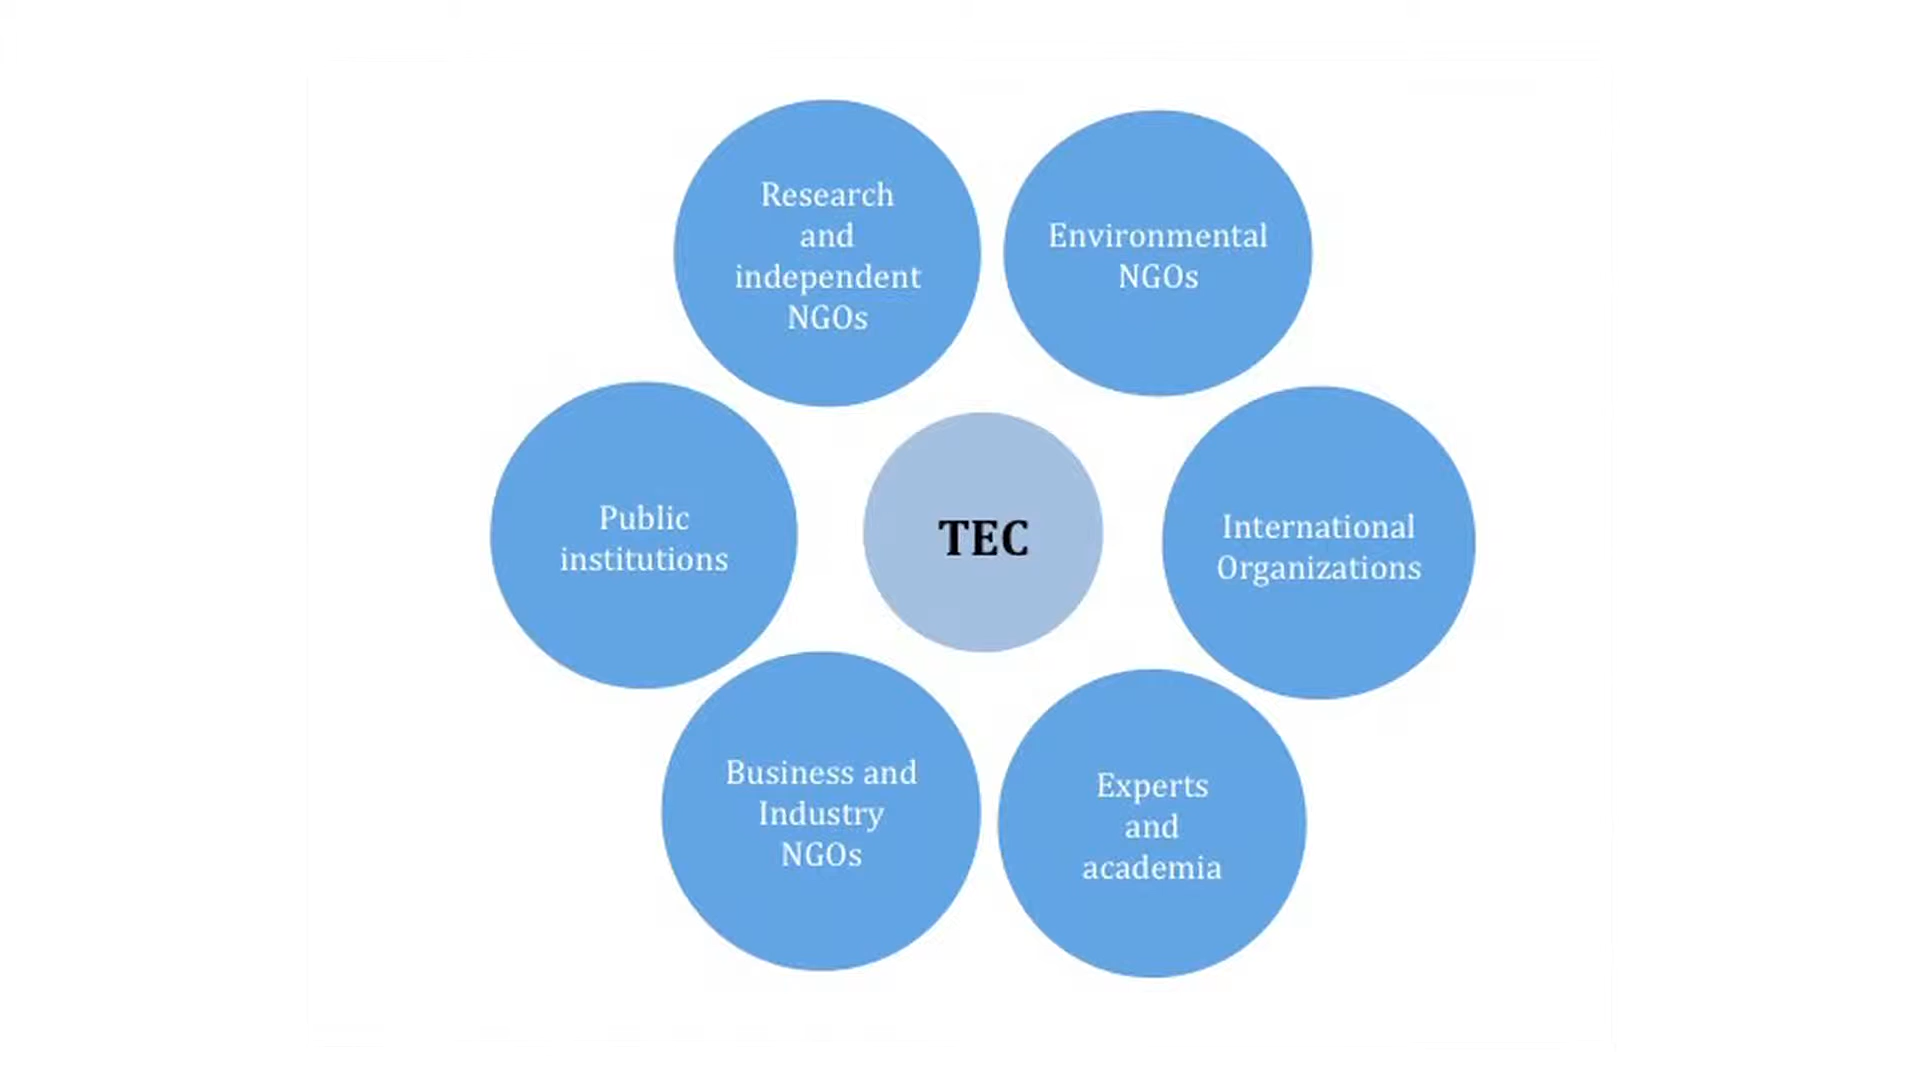 Research
and
independent
NGOs
Environmental
NGOs
Public
institutions
TEC
International
Organizations
Business and
Industry
NGOs
Experts
and
academia